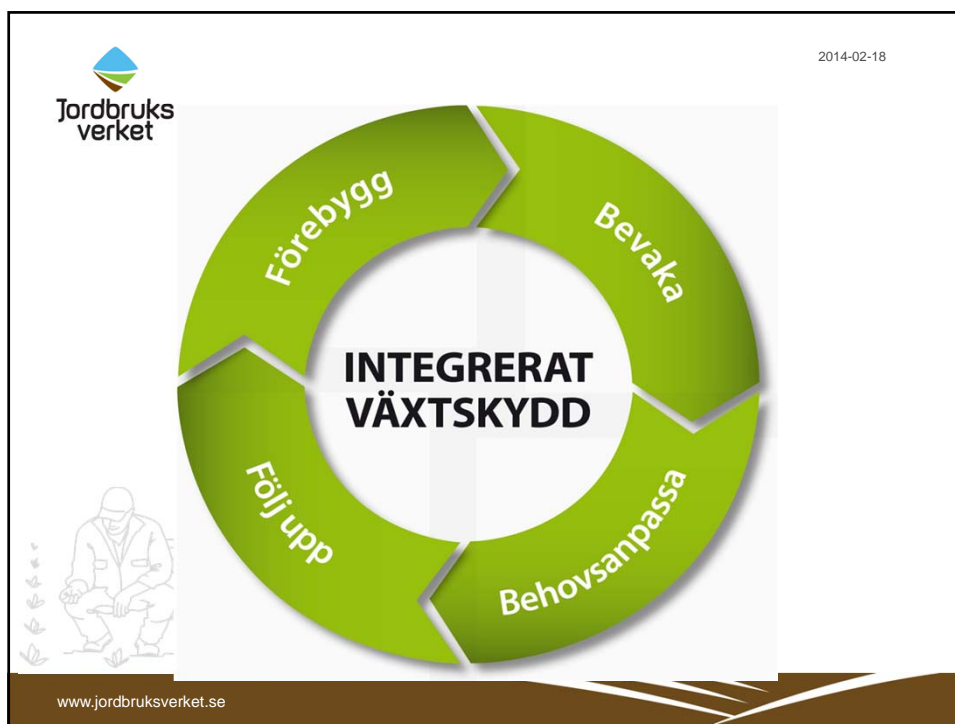 Jordbruks
verket
2014-02-18
Förebygg
Bevaka
INTEGRERAT
VÄXTSKYDD
Följ upp
Behovsanpassa
www.jordbruksverket.se